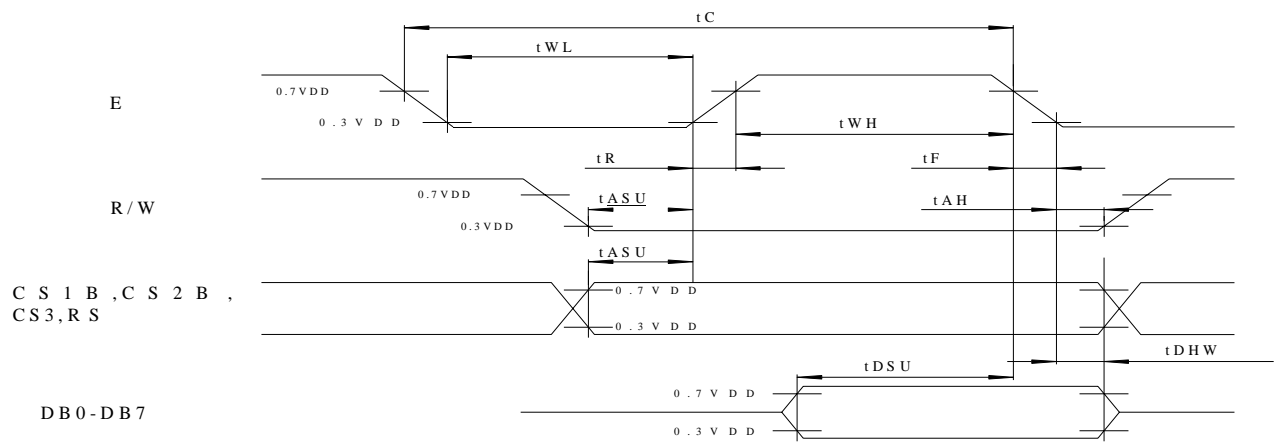 tC
tWL
0.7VDD
E
0.3VDD
tWH
tR
tF
0.7VDD
R/W
tASU
tAH
0.3VDD
tASU
CS1B,CS2B,
CS3,RS
0.7VDD
0.3VDD
tDHW
tDSU
0.7VDD
DB0-DB7
0.3VDD